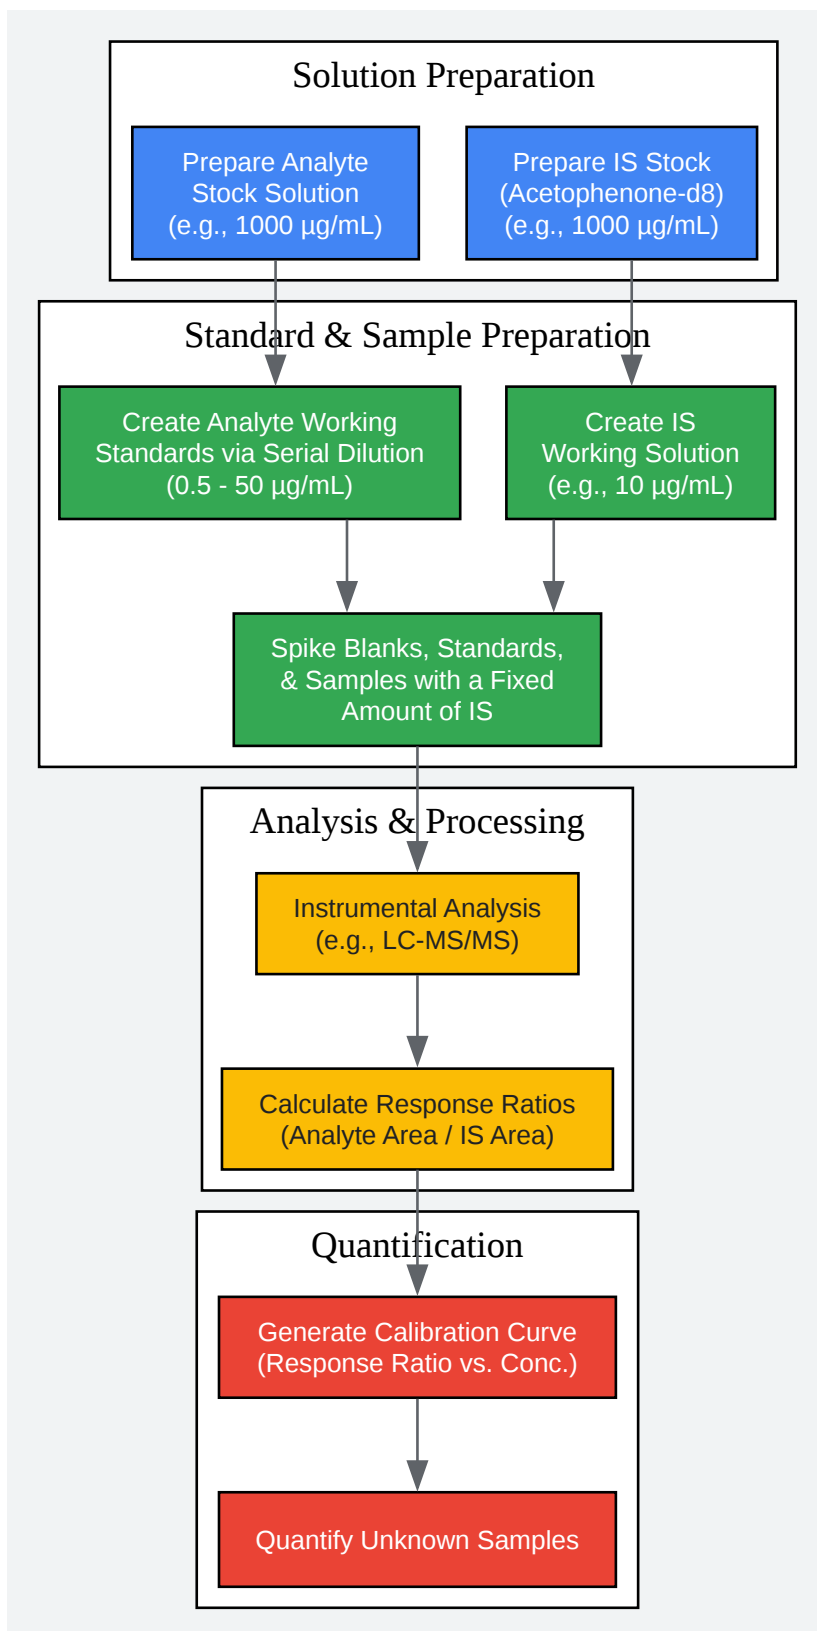 Solution Preparation
Prepare Analyte
Stock Solution
(e.g., 1000 µg/mL)
Prepare IS Stock
(Acetophenone-d8)
(e.g., 1000 µg/mL)
Standard & Sample Preparation
Create Analyte Working
Standards via Serial Dilution
(0.5 - 50 µg/mL)
Create IS
Working Solution
(e.g., 10 µg/mL)
Spike Blanks, Standards,
& Samples with a Fixed
Amount of IS
Analysis & Processing
Instrumental Analysis
(e.g., LC-MS/MS)
Calculate Response Ratios
(Analyte Area / IS Area)
Quantification
Generate Calibration Curve
(Response Ratio vs. Conc.)
Quantify Unknown Samples